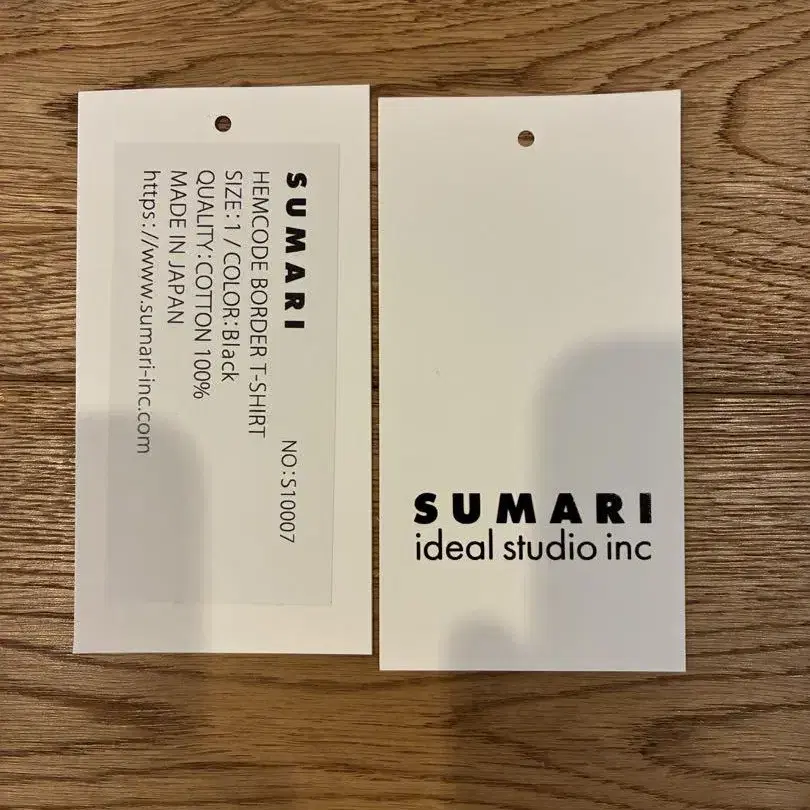 SUMARI
NO:S10007
HEMCODE BORDER T-SHIRT
SIZE:1 / COLOR:Black
QUALITY:COTTON 100%
MADE IN JAPAN
https://www.sumari-inc.com
SUMARI
ideal studio inc